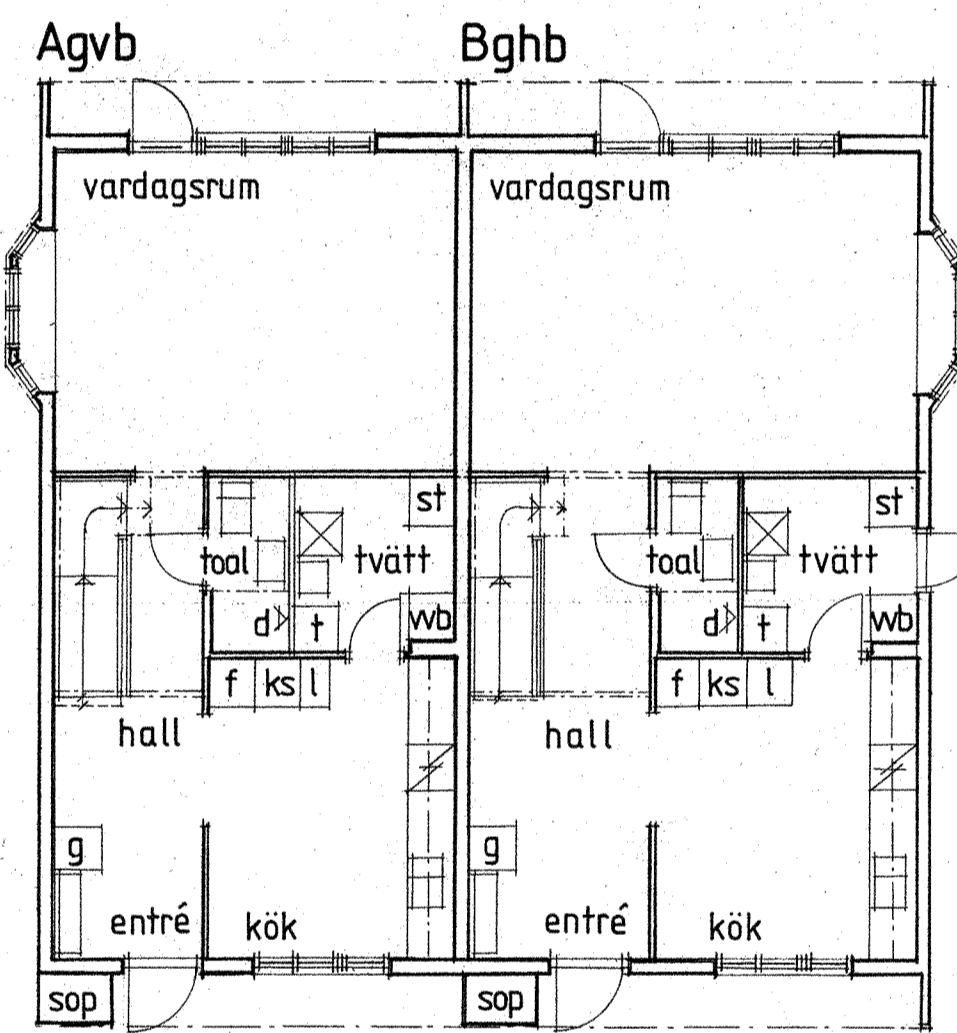 Agvb Bghb
vardagsrum vardagsrum
st st
toal tvätt toal tvätt
d t wb d t wb
f ks l f ks l
hall hall
g g
entré kök entré kök
sop sop